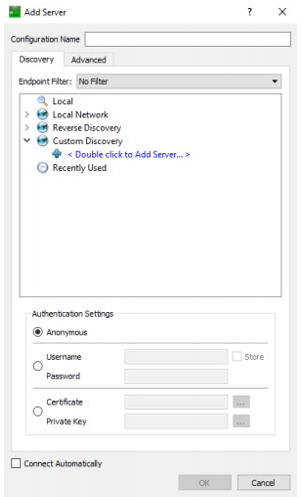 Add Server
?
Configuration Name
Discovery Advanced
Endpoint Filter: No Filter
Local
Local Network
Reverse Discovery
Custom Discovery
< Double click to Add Server... >
Recently Used
Authentication Settings
Anonymous
Username Store
Password
Certificate ...
Private Key ...
Connect Automatically
OK Cancel